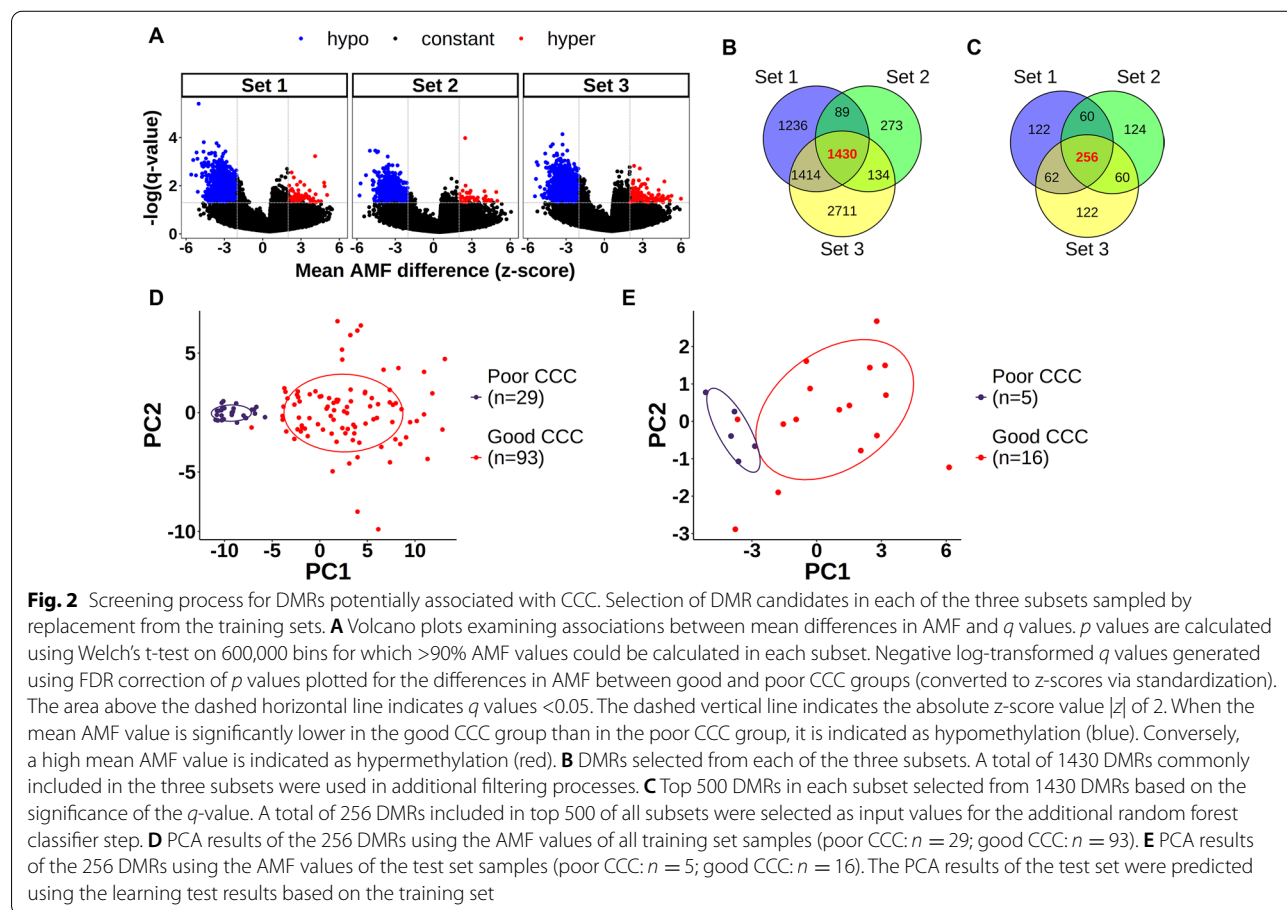 A
hypo constant hyper
Set 1 Set 2 Set 3
-log(q-value)
4
2
0
-6 -3 0 3 6 -6 -3 0 3 6 -6 -3 0 3 6
Mean AMF difference (z-score)
B
Set 1 Set 2
89
1236 273
1430
1414 134
2711
Set 3
C
Set 1 Set 2
60
122 124
256
62 60
122
Set 3
D
PC2
5
0
-5
-10
-10 -5 0 5 10
PC1
Poor CCC
(n=29)
Good CCC
(n=93)
E
PC2
2
1
0
-1
-2
-3
-3 0 3 6
PC1
Poor CCC
(n=5)
Good CCC
(n=16)
Fig. 2 Screening process for DMRs potentially associated with CCC. Selection of DMR candidates in each of the three subsets sampled by
replacement from the training sets. A Volcano plots examining associations between mean differences in AMF and q values. p values are calculated
using Welch's t-test on 600,000 bins for which >90% AMF values could be calculated in each subset. Negative log-transformed q values generated
using FDR correction of p values plotted for the differences in AMF between good and poor CCC groups (converted to z-scores via standardization).
The area above the dashed horizontal line indicates q values <0.05. The dashed vertical line indicates the absolute z-score value |z| of 2. When the
mean AMF value is significantly lower in the good CCC group than in the poor CCC group, it is indicated as hypomethylation (blue). Conversely,
a high mean AMF value is indicated as hypermethylation (red). B DMRs selected from each of the three subsets. A total of 1430 DMRs commonly
included in the three subsets were used in additional filtering processes. C Top 500 DMRs in each subset selected from 1430 DMRs based on the
significance of the q-value. A total of 256 DMRs included in top 500 of all subsets were selected as input values for the additional random forest
classifier step. D PCA results of the 256 DMRs using the AMF values of all training set samples (poor CCC: n = 29; good CCC: n = 93). E PCA results
of the 256 DMRs using the AMF values of the test set samples (poor CCC: n = 5; good CCC: n = 16). The PCA results of the test set were predicted
using the learning test results based on the training set